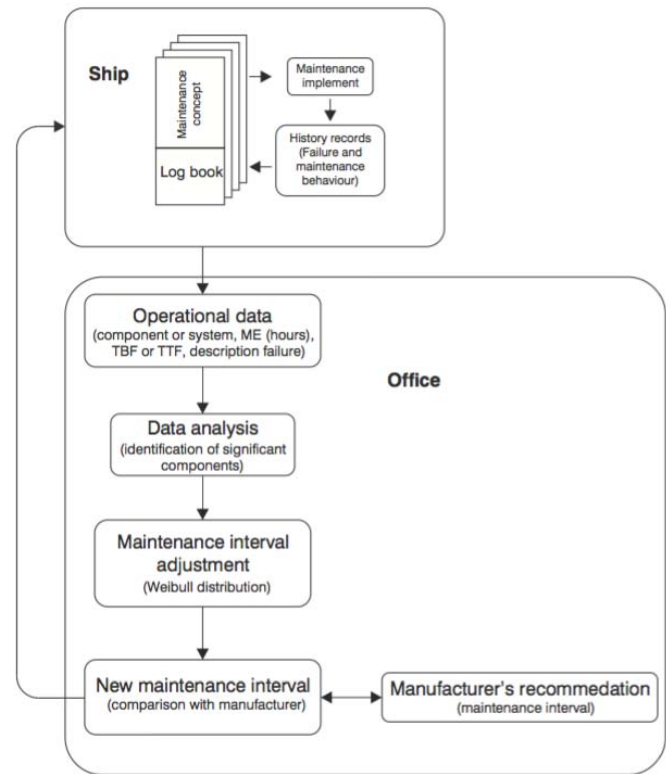 Ship
Maintenance
concept
Log book
Maintenance
implement
History records
(Failure and
maintenance
behaviour)
Office
Operational data
(component or system, ME (hours),
TBF or TTF, description failure)
Data analysis
(identification of significant
components)
Maintenance interval
adjustment
(Weibull distribution)
New maintenance interval
(comparison with manufacturer)
Manufacturer's recommedation
(maintenance interval)